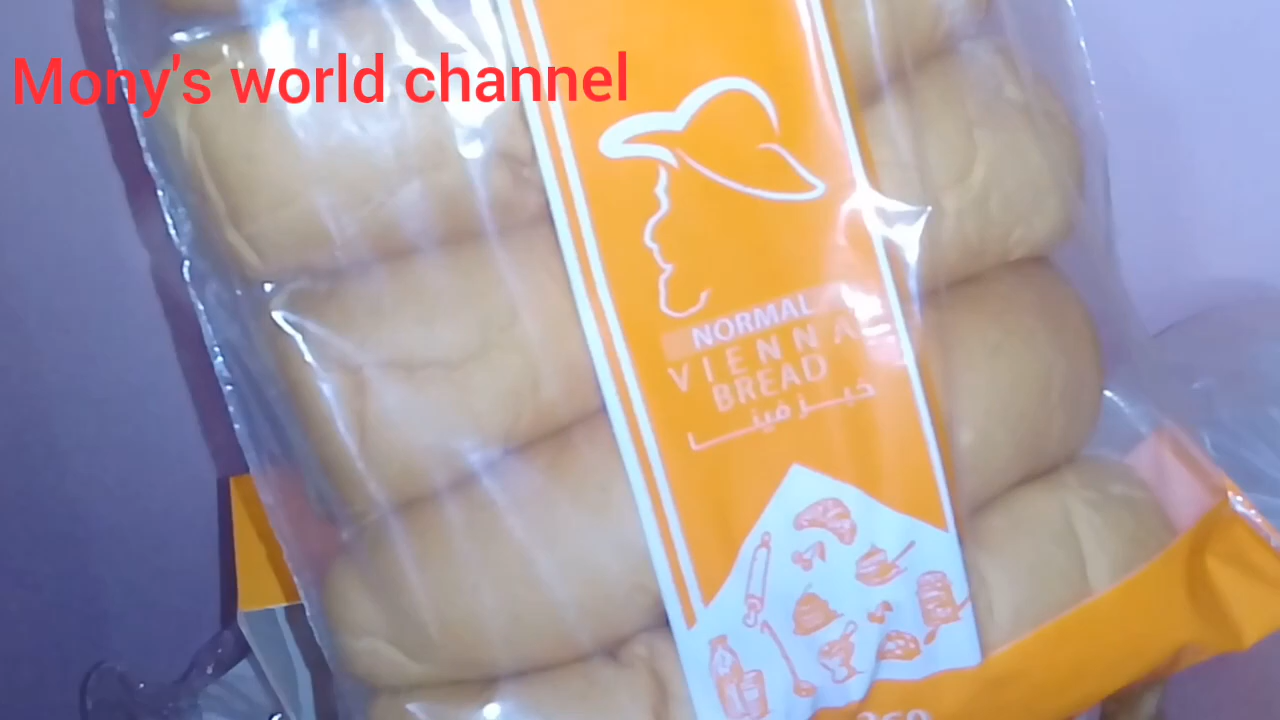 Mony's world channel
NORMAL
VIENNA
BREAD
خبز فينا